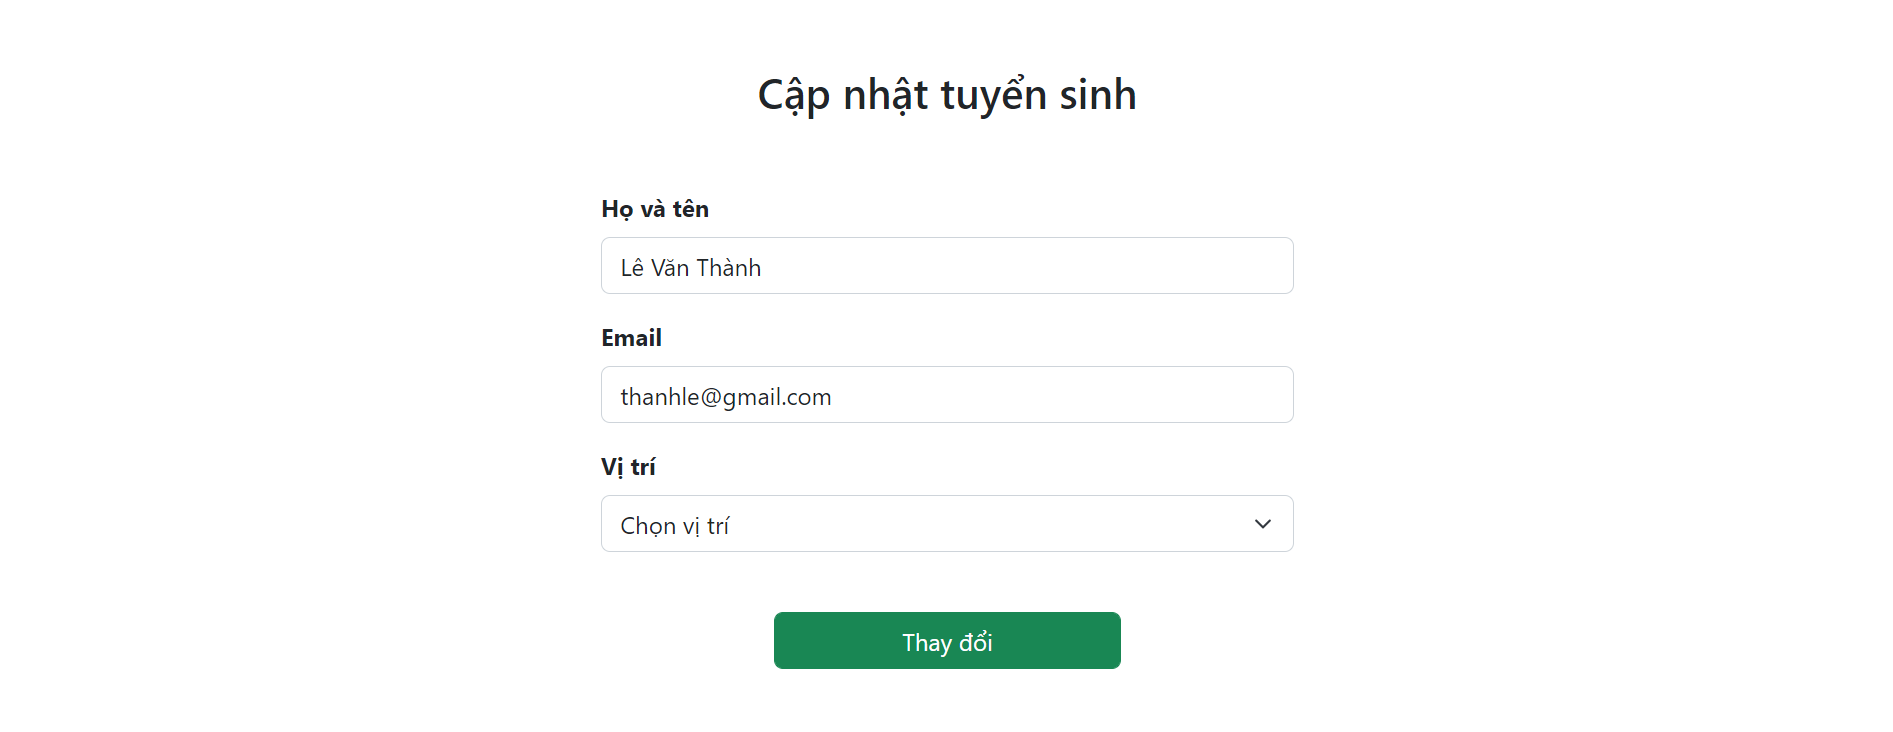 Cập nhật tuyển sinh
Họ và tên
Lê Văn Thành
Email
thanhle@gmail.com
Vị trí
Chọn vị trí
Thay đổi